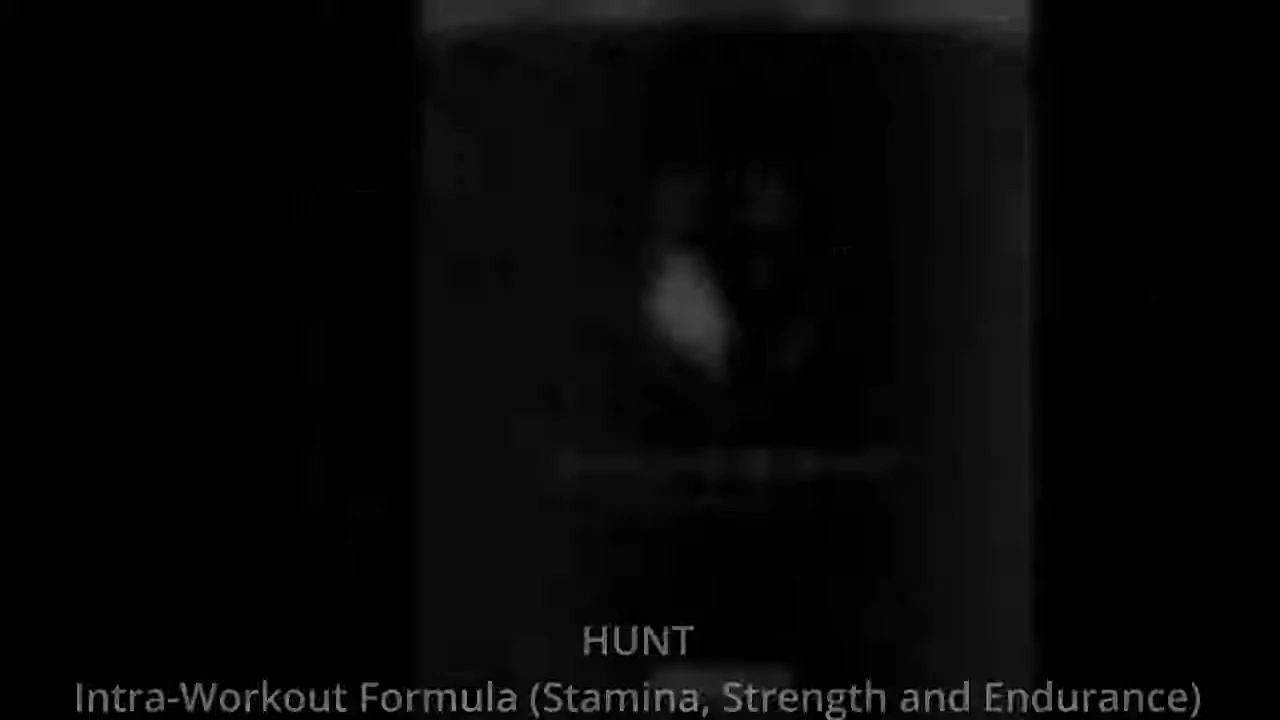 HUNT
Intra-Workout Formula (Stamina, Strength and Endurance)